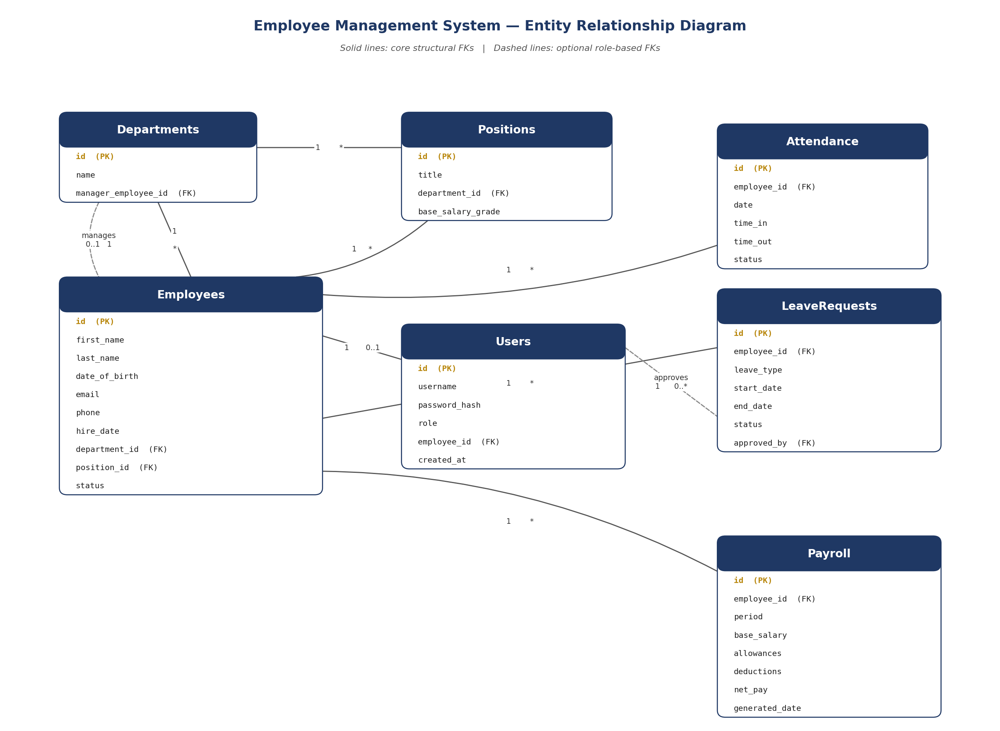 Employee Management System — Entity Relationship Diagram
Solid lines: core structural FKs | Dashed lines: optional role-based FKs
Departments
id (PK)
name
manager_employee_id (FK)
1 *
Positions
id (PK)
title
department_id (FK)
base_salary_grade
Attendance
id (PK)
employee_id (FK)
date
time_in
time_out
status
manages
0..1 1
1
*
1 *
1 *
Employees
id (PK)
first_name
last_name
date_of_birth
email
phone
hire_date
department_id (FK)
position_id (FK)
status
1 0..1
Users
id (PK)
username
password_hash
role
employee_id (FK)
created_at
1 *
approves
1 0..*
LeaveRequests
id (PK)
employee_id (FK)
leave_type
start_date
end_date
status
approved_by (FK)
1 *
Payroll
id (PK)
employee_id (FK)
period
base_salary
allowances
deductions
net_pay
generated_date